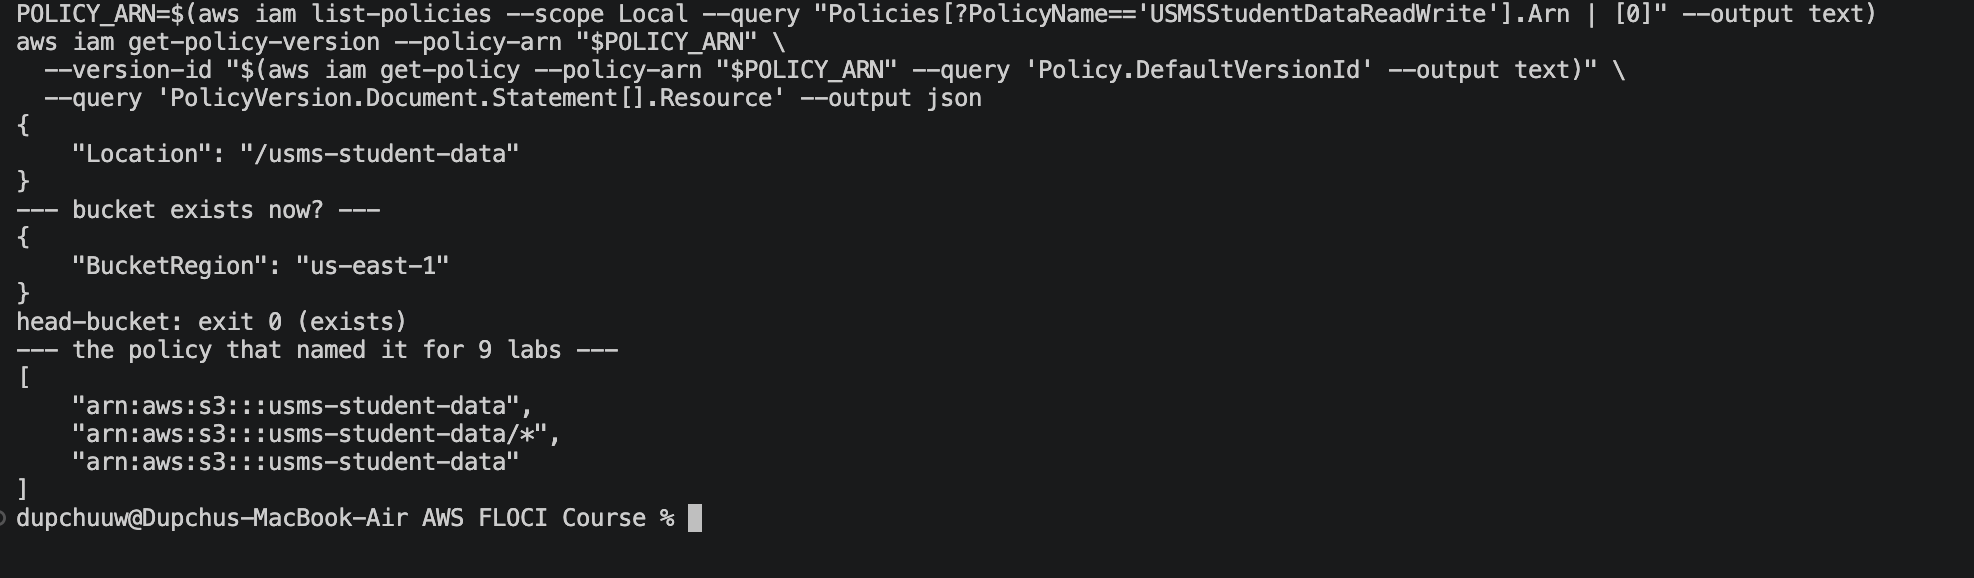 POLICY_ARN=$(aws iam list-policies --scope Local --query "Policies[?PolicyName=='USMSStudentDataReadWrite'].Arn | [0]" --output text)
aws iam get-policy-version --policy-arn "$POLICY_ARN" \
  --version-id "$(aws iam get-policy --policy-arn "$POLICY_ARN" --query 'Policy.DefaultVersionId' --output text)" \
  --query 'PolicyVersion.Document.Statement[].Resource' --output json
{
    "Location": "/usms-student-data"
}
--- bucket exists now? ---
{
    "BucketRegion": "us-east-1"
}
head-bucket: exit 0 (exists)
--- the policy that named it for 9 labs ---
[
    "arn:aws:s3:::usms-student-data",
    "arn:aws:s3:::usms-student-data/*",
    "arn:aws:s3:::usms-student-data"
]
dupchuuw@Dupchus-MacBook-Air AWS FLOCI Course %